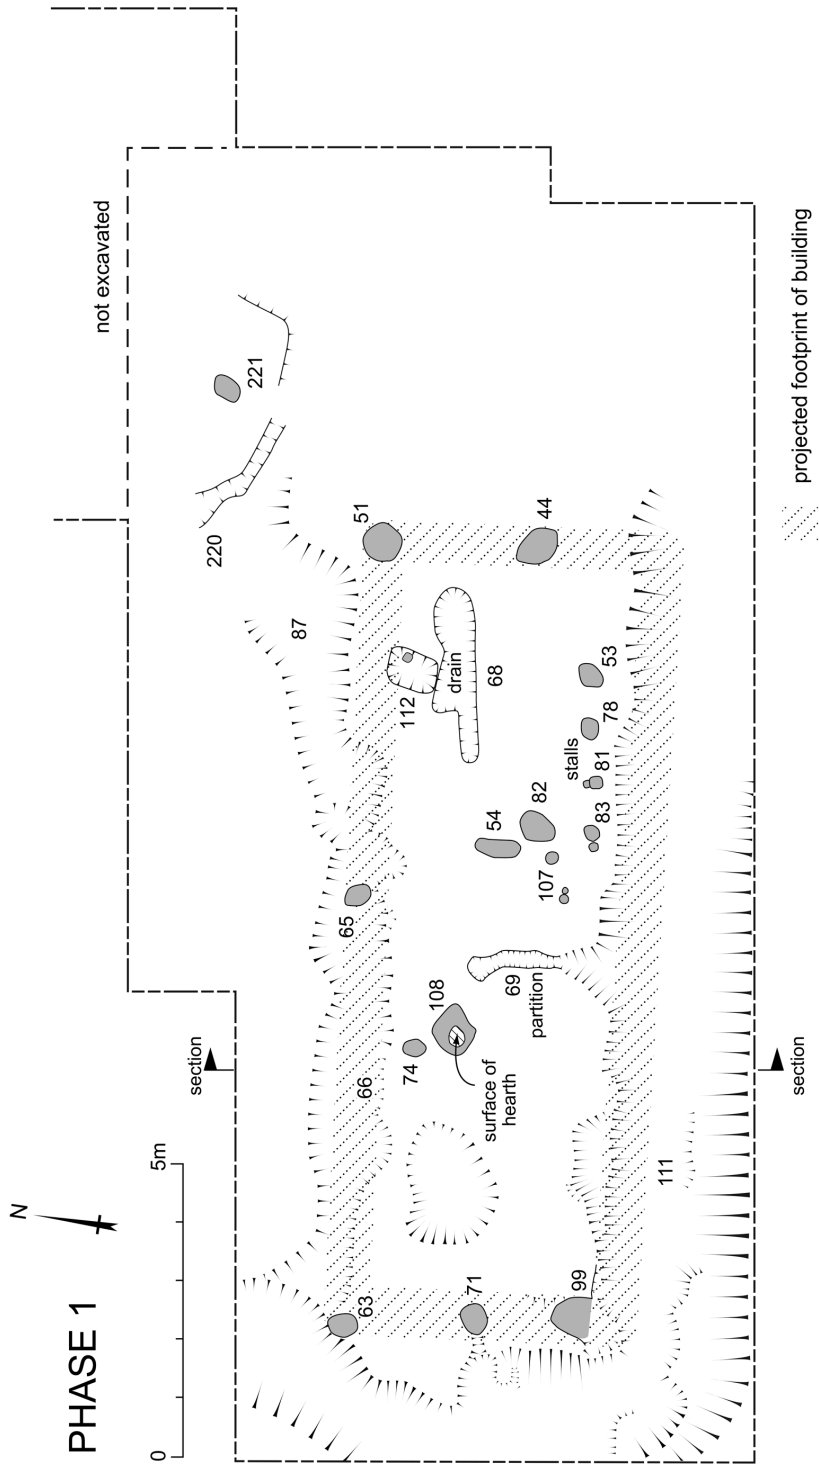 PHASE 1
N
0
5m
not excavated
projected footprint of building
section
section
220
221
87
51
44
112
drain
68
53
78
stalls
81
82
83
54
107
65
69
partition
108
74
surface of
hearth
66
111
63
71
99